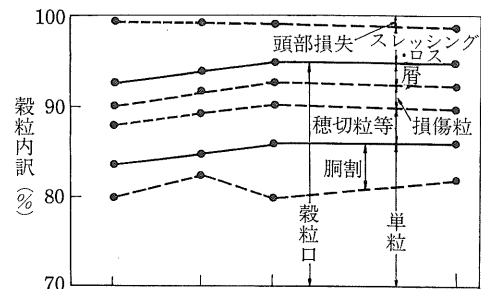 100
90
80
70
穀粒内訳(%)
頭部損失
スレッシング
・ロス
屑
穂切粒等
損傷粒
胴割
穀粒口
単粒